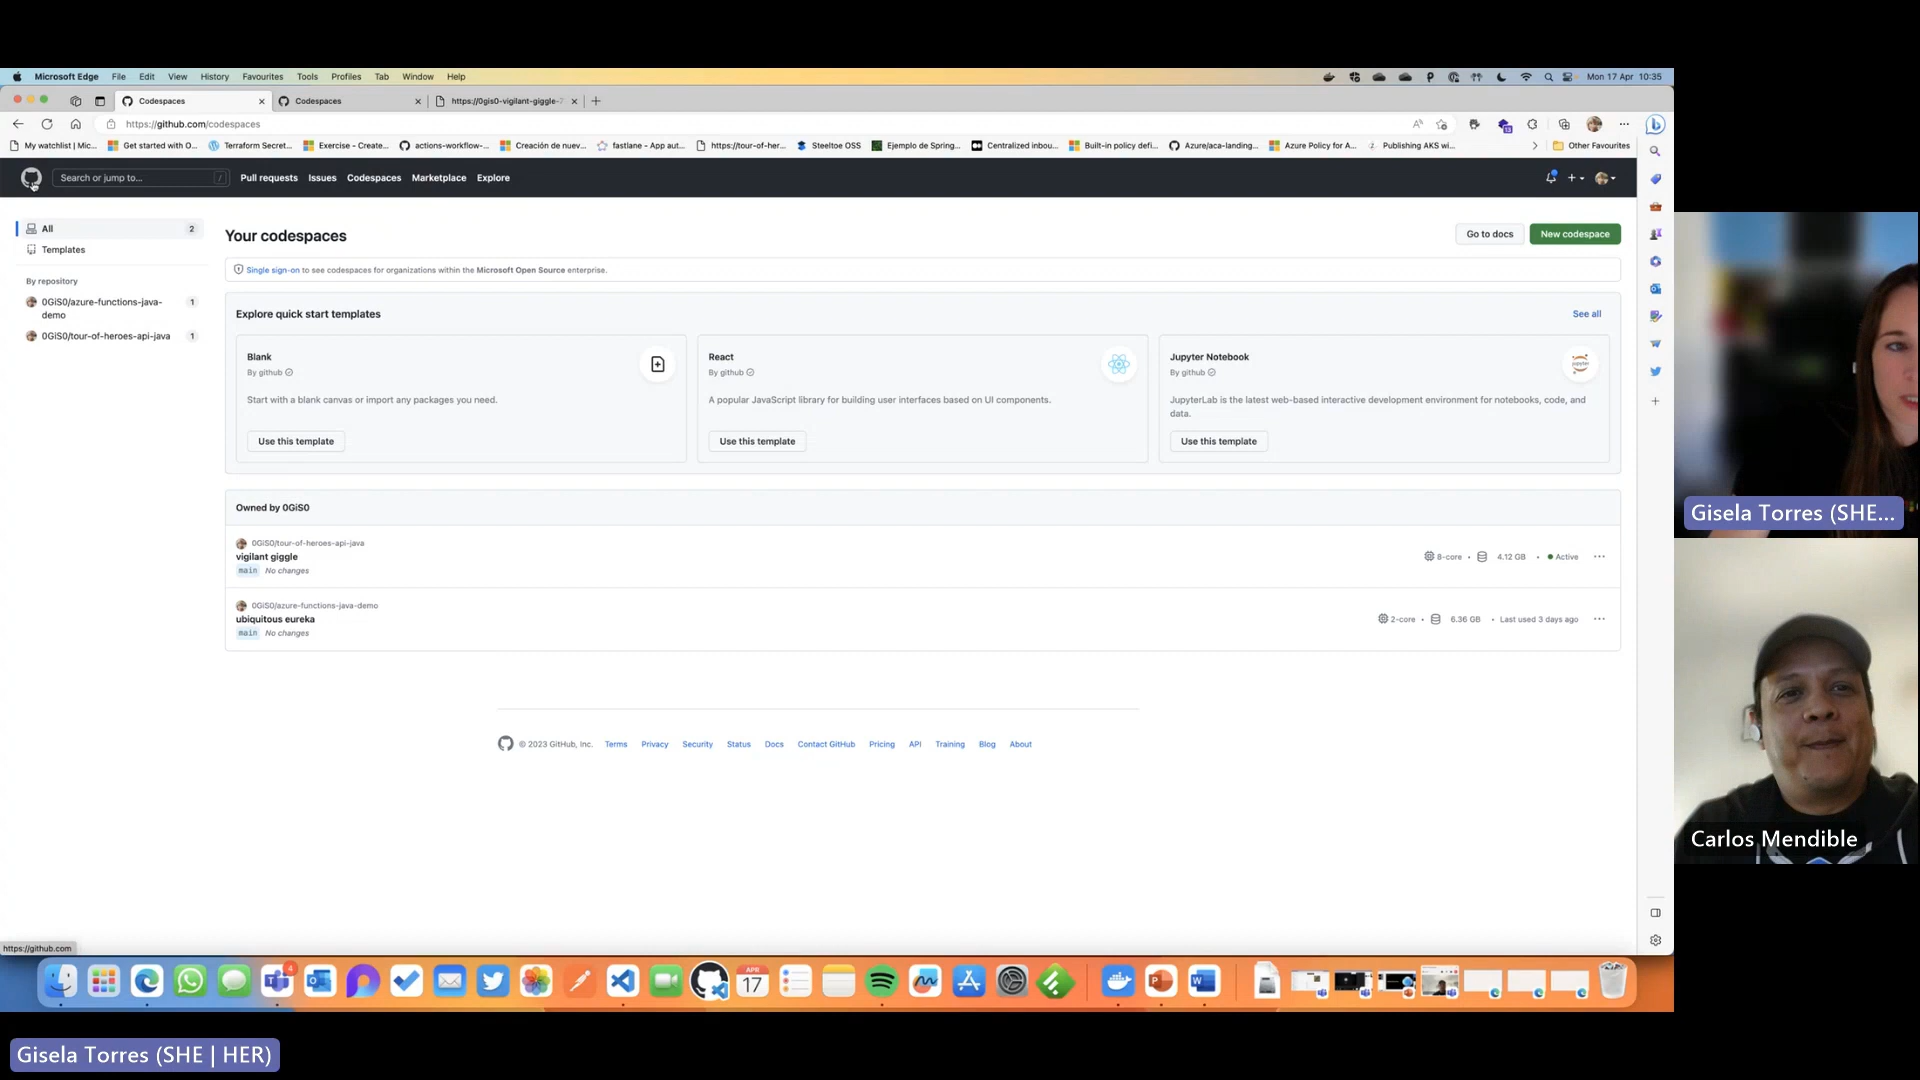 Microsoft Edge File Edit View History Favourites Tools Profiles Tab Window Help Mon 17 Apr 10:35
Codespaces Codespaces https://0gis0-vigilant-giggle-7
https://github.com/codespaces
My watchlist | Mic... Get started with O... Terraform Secret... Exercise - Create... actions-workflow-... Creación de nuev... fastlane - App aut... https://tour-of-her... Steeltoe OSS Ejemplo de Spring... Centralized inbou... Built-in policy defi... Azure/aca-landing... Azure Policy for A... Publishing AKS wi... Other Favourites
Search or jump to... / Pull requests Issues Codespaces Marketplace Explore
All 2
Templates
By repository
0GiS0/azure-functions-java-demo 1
0GiS0/tour-of-heroes-api-java 1
Your codespaces
Go to docs New codespace
Single sign-on to see codespaces for organizations within the Microsoft Open Source enterprise.
Explore quick start templates See all
Blank
By github
Start with a blank canvas or import any packages you need.
Use this template
React
By github
A popular JavaScript library for building user interfaces based on UI components.
Use this template
Jupyter Notebook
By github
JupyterLab is the latest web-based interactive development environment for notebooks, code, and
data.
Use this template
Owned by 0GiS0
0GiS0/tour-of-heroes-api-java
vigilant giggle
main No changes
8-core • 4.12 GB • Active
0GiS0/azure-functions-java-demo
ubiquitous eureka
main No changes
2-core • 6.36 GB • Last used 3 days ago
© 2023 GitHub, Inc. Terms Privacy Security Status Docs Contact GitHub Pricing API Training Blog About
https://github.com
4
APR
17
Gisela Torres (SHE...
Carlos Mendible
Gisela Torres (SHE | HER)